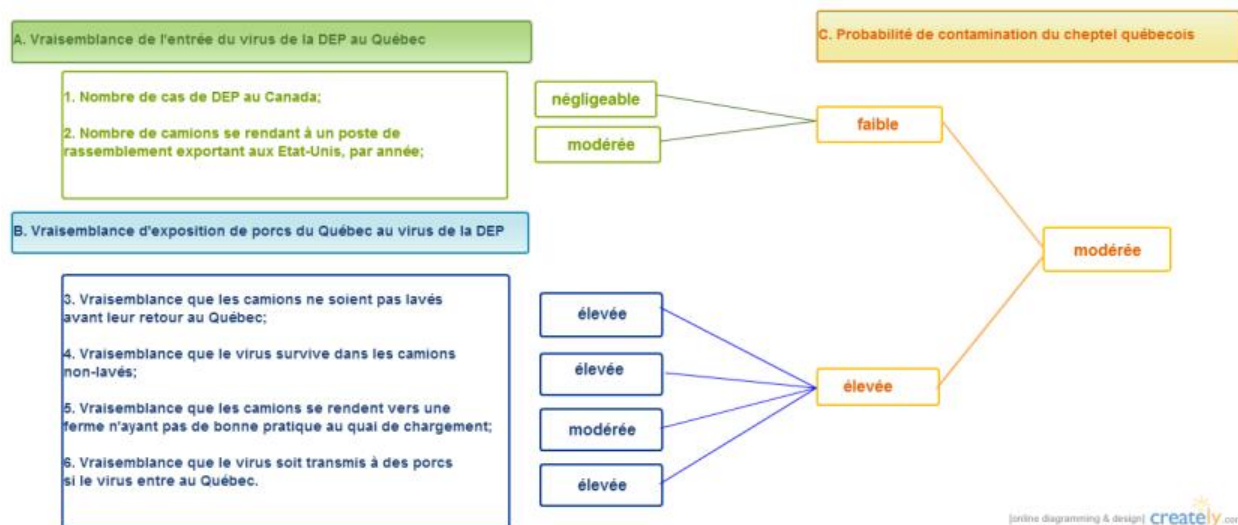 A. Vraisemblance de l'entrée du virus de la DEP au Québec
C. Probabilité de contamination du cheptel québecois
1. Nombre de cas de DEP au Canada;
négligeable
2. Nombre de camions se rendant à un poste de
rassemblement exportant aux Etat-Unis, par année;
modérée
faible
B. Vraisemblance d'exposition de porcs du Québec au virus de la DEP
modérée
3. Vraisemblance que les camions ne soient pas lavés
avant leur retour au Québec;
élevée
4. Vraisemblance que le virus survive dans les camions
non-lavés;
élevée
élevée
5. Vraisemblance que les camions se rendent vers une
ferme n'ayant pas de bonne pratique au quai de chargement;
modérée
6. Vraisemblance que le virus soit transmis à des porcs
si le virus entre au Québec.
élevée
[online diagramming & design] creately.com